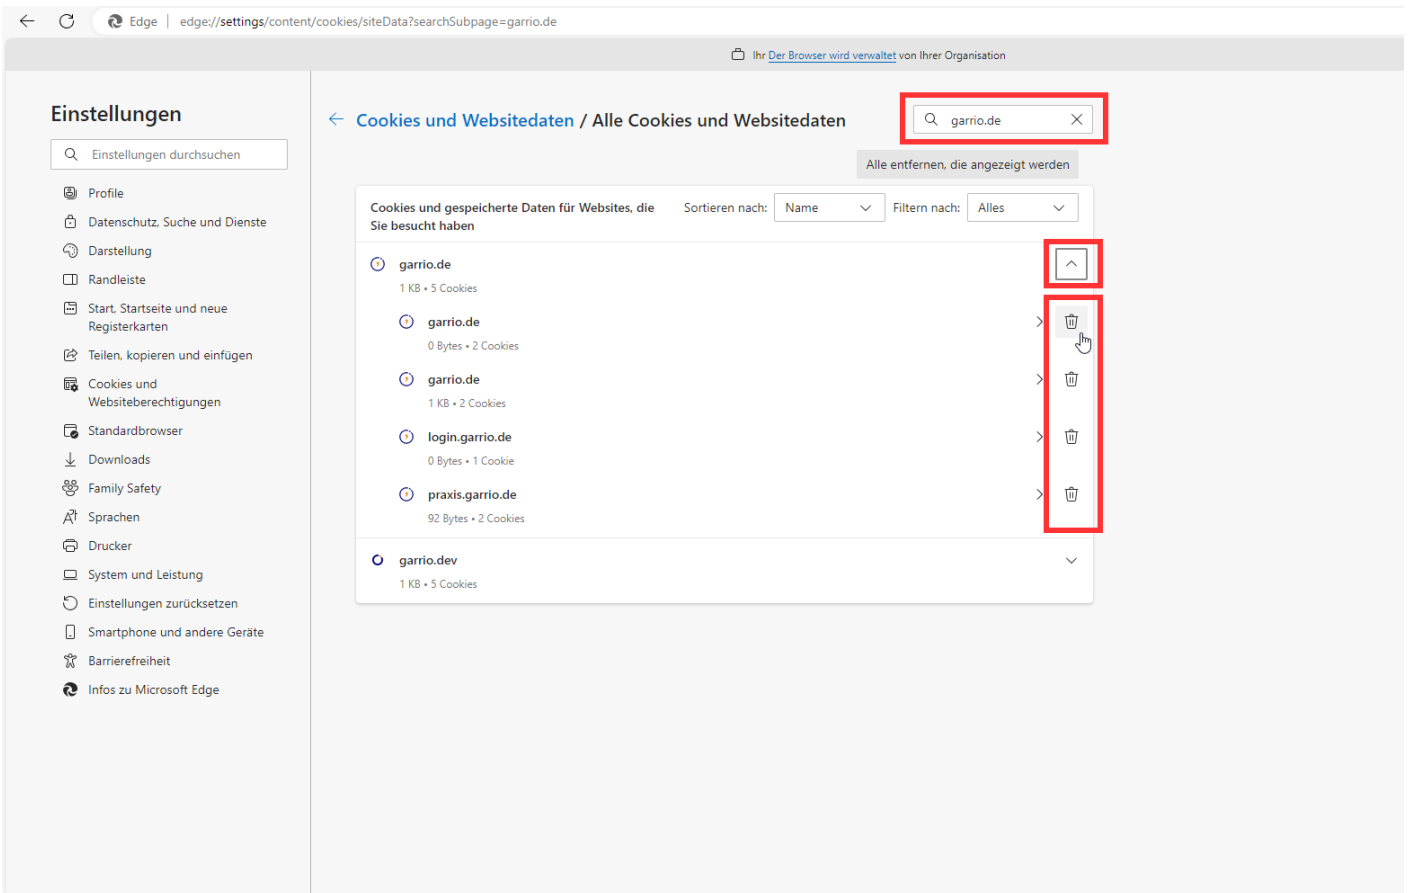 Edge
edge://settings/content/cookies/siteData?searchSubpage=garrio.de
Ihr Der Browser wird verwaltet von Ihrer Organisation
Einstellungen
Einstellungen durchsuchen
Profile
Datenschutz, Suche und Dienste
Darstellung
Randleiste
Start, Startseite und neue
Registerkarten
Teilen, kopieren und einfügen
Cookies und
Websiteberechtigungen
Standardbrowser
Downloads
Family Safety
Sprachen
Drucker
System und Leistung
Einstellungen zurücksetzen
Smartphone und andere Geräte
Barrierefreiheit
Infos zu Microsoft Edge
Cookies und Websitedaten / Alle Cookies und Websitedaten
garrio.de
Alle entfernen, die angezeigt werden
Cookies und gespeicherte Daten für Websites, die
Sie besucht haben
Sortieren nach: Name
Filtern nach: Alles
garrio.de
1 KB • 5 Cookies
garrio.de
0 Bytes • 2 Cookies
garrio.de
1 KB • 2 Cookies
login.garrio.de
0 Bytes • 1 Cookie
praxis.garrio.de
92 Bytes • 2 Cookies
garrio.dev
1 KB • 5 Cookies